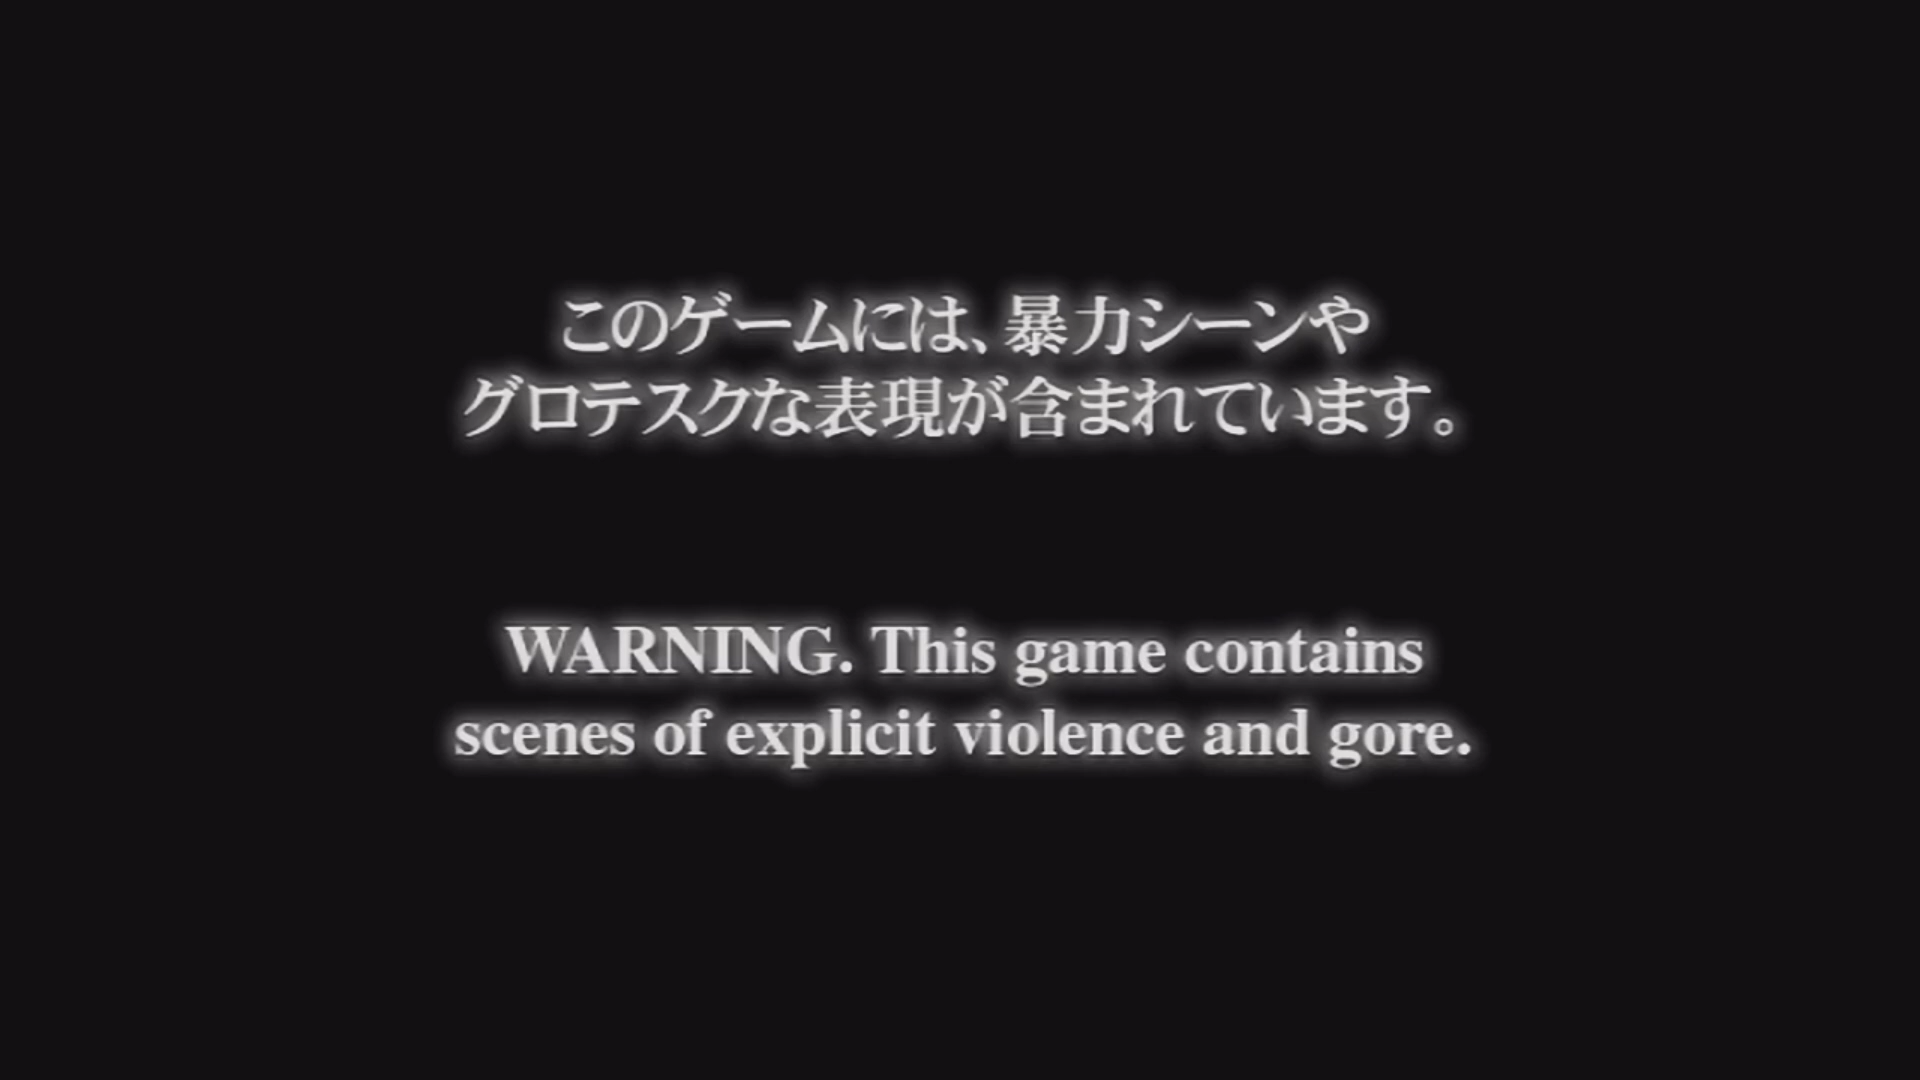 このゲームには、暴力シーンや
グロテスクな表現が含まれています。
WARNING. This game contains
scenes of explicit violence and gore.